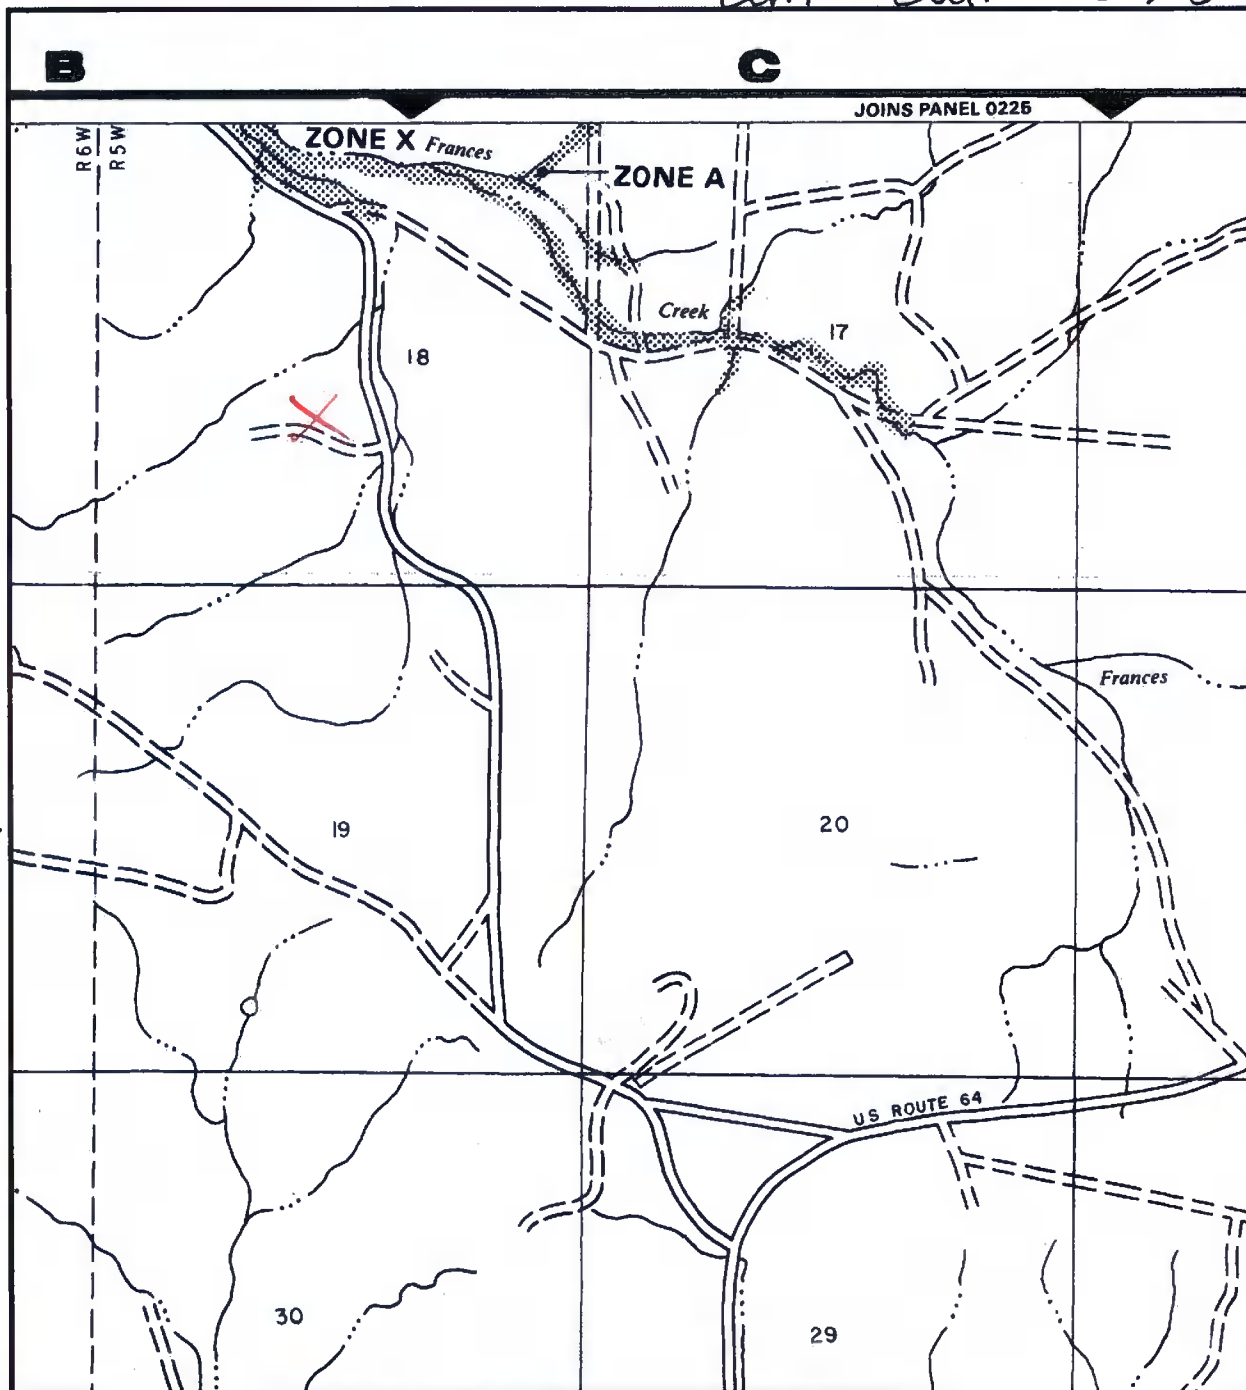 B
C
JOINS PANEL 0225
R6W
R5W
ZONE X
Frances
ZONE A
Creek
17
18
Frances
19
20
US ROUTE 64
30
29